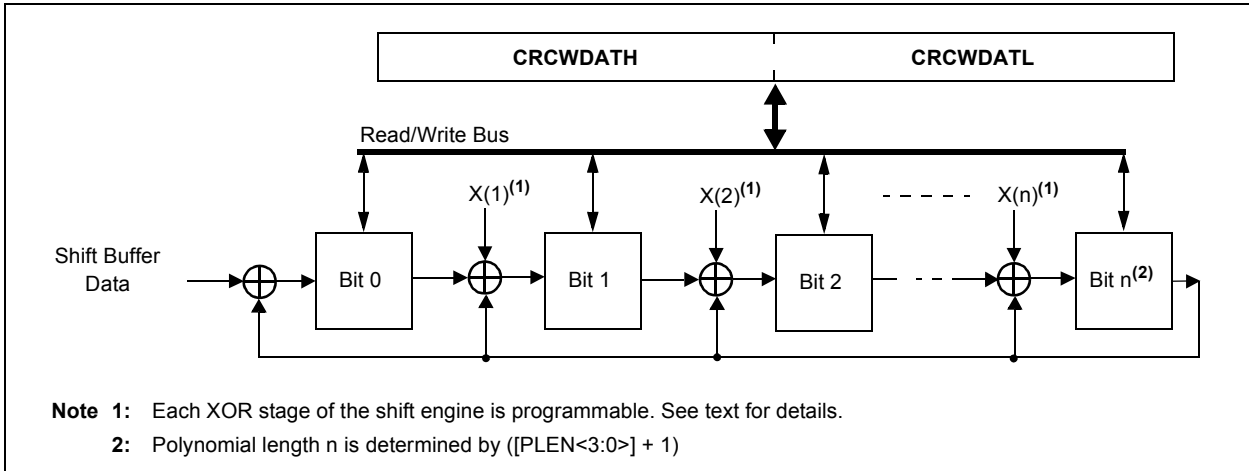 CRCWDATH CRCWDATL
Read/Write Bus
X(1)(1) X(2)(1) X(n)(1)
Shift Buffer
Data
Bit 0 Bit 1 Bit 2 Bit n(2)
Note 1: Each XOR stage of the shift engine is programmable. See text for details.
2: Polynomial length n is determined by ([PLEN<3:0>] + 1)